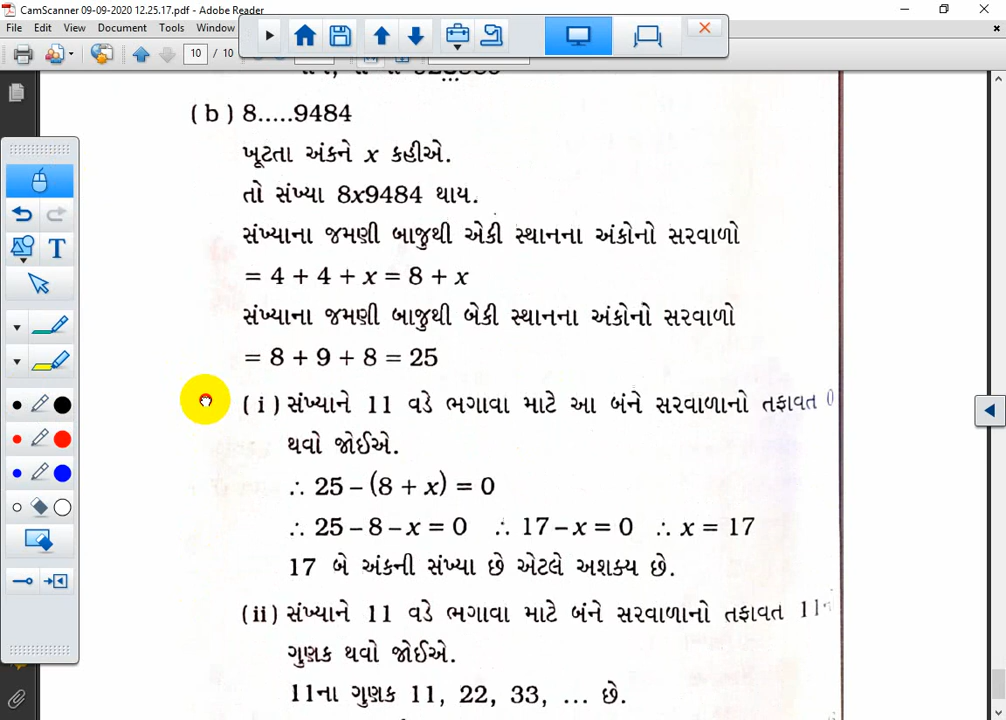 CamScanner 09-09-2020 12.25.17.pdf - Adobe Reader
File Edit View Document Tools Window
10 / 10
( b ) 8.....9484
ખૂટતા અંકને x કહીએ.
તો સંખ્યા 8x9484 થાય.
સંખ્યાના જમણી બાજુથી એકી સ્થાનના અંકોનો સરવાળો
= 4 + 4 + x = 8 + x
સંખ્યાના જમણી બાજુથી બેકી સ્થાનના અંકોનો સરવાળો
= 8 + 9 + 8 = 25
( i ) સંખ્યાને 11 વડે ભગાવા માટે આ બંને સરવાળાનો તફાવત 0
થવો જોઈએ.
∴ 25 – (8 + x) = 0
∴ 25 – 8 – x = 0 ∴ 17 – x = 0 ∴ x = 17
17 બે અંકની સંખ્યા છે એટલે અશક્ય છે.
(ii) સંખ્યાને 11 વડે ભગાવા માટે બંને સરવાળાનો તફાવત
ગુણક થવો જોઈએ.
11ના ગુણક 11, 22, 33, ... છે.